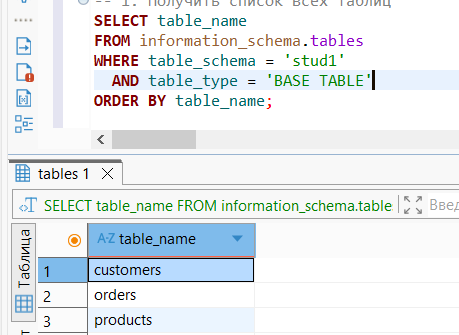 -- 1. Получить список всех таблиц
SELECT table_name
FROM information_schema.tables
WHERE table_schema = 'stud1'
AND table_type = 'BASE TABLE'
ORDER BY table_name;
tables 1
SELECT table_name FROM information_schema.table
Введ
Таблица
A-Z table_name
1 customers
2 orders
3 products